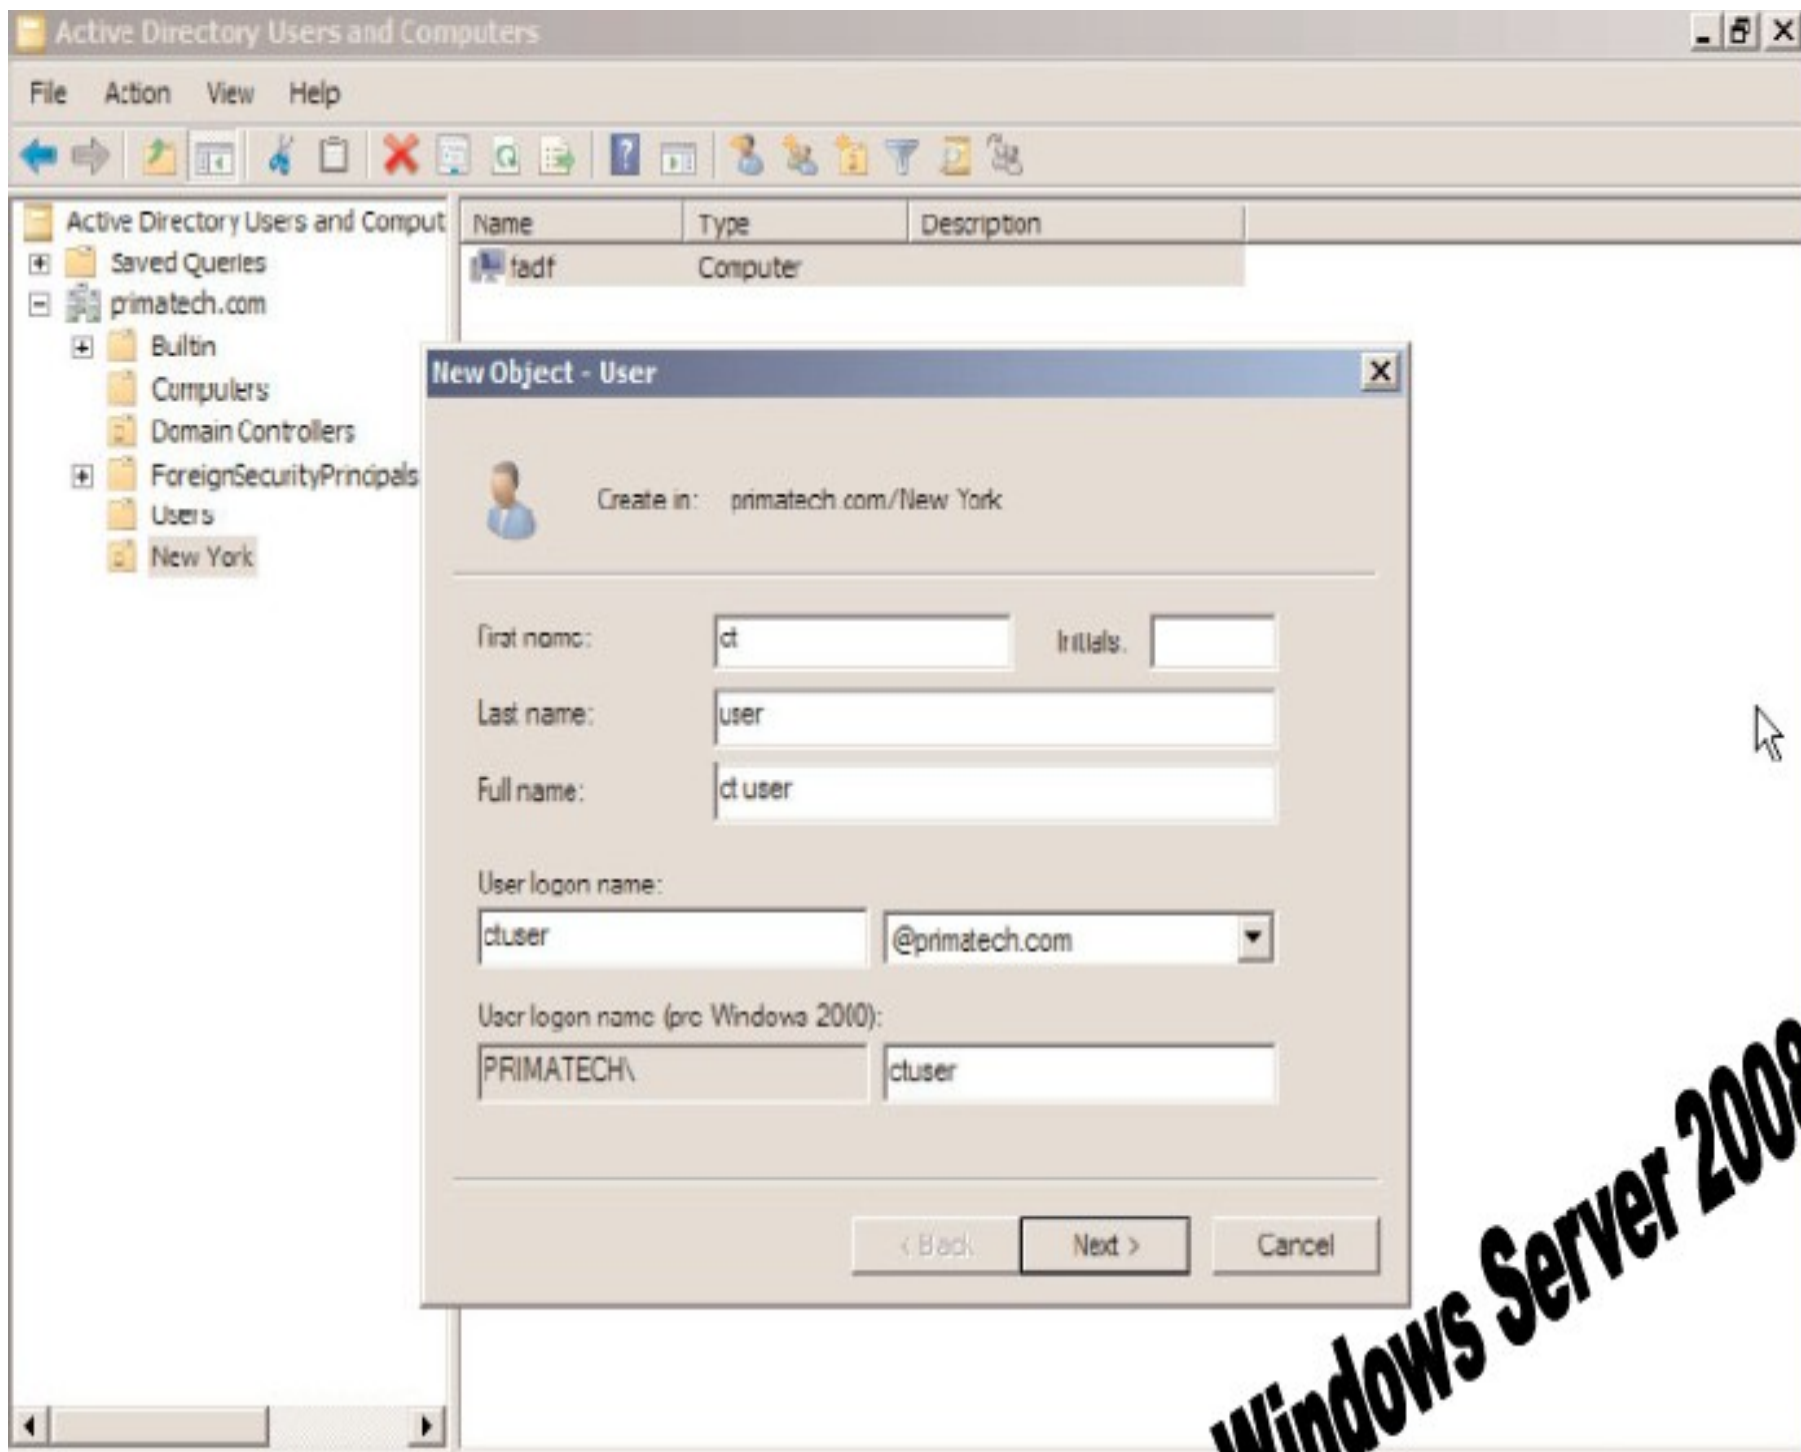 Active Directory Users and Computers
File Action View Help
Active Directory Users and Comput
Saved Queries
primatech.com
Builtin
Computers
Domain Controllers
ForeignSecurityPrincipals
Users
New York
Name Type Description
fadf Computer
New Object - User
Create in: primatech.com/New York
First name: ct Initials:
Last name: user
Full name: ct user
User logon name:
ctuser @primatech.com
User logon name (pre Windows 2000):
PRIMATECH\ ctuser
< Back Next > Cancel
Windows Server 2008